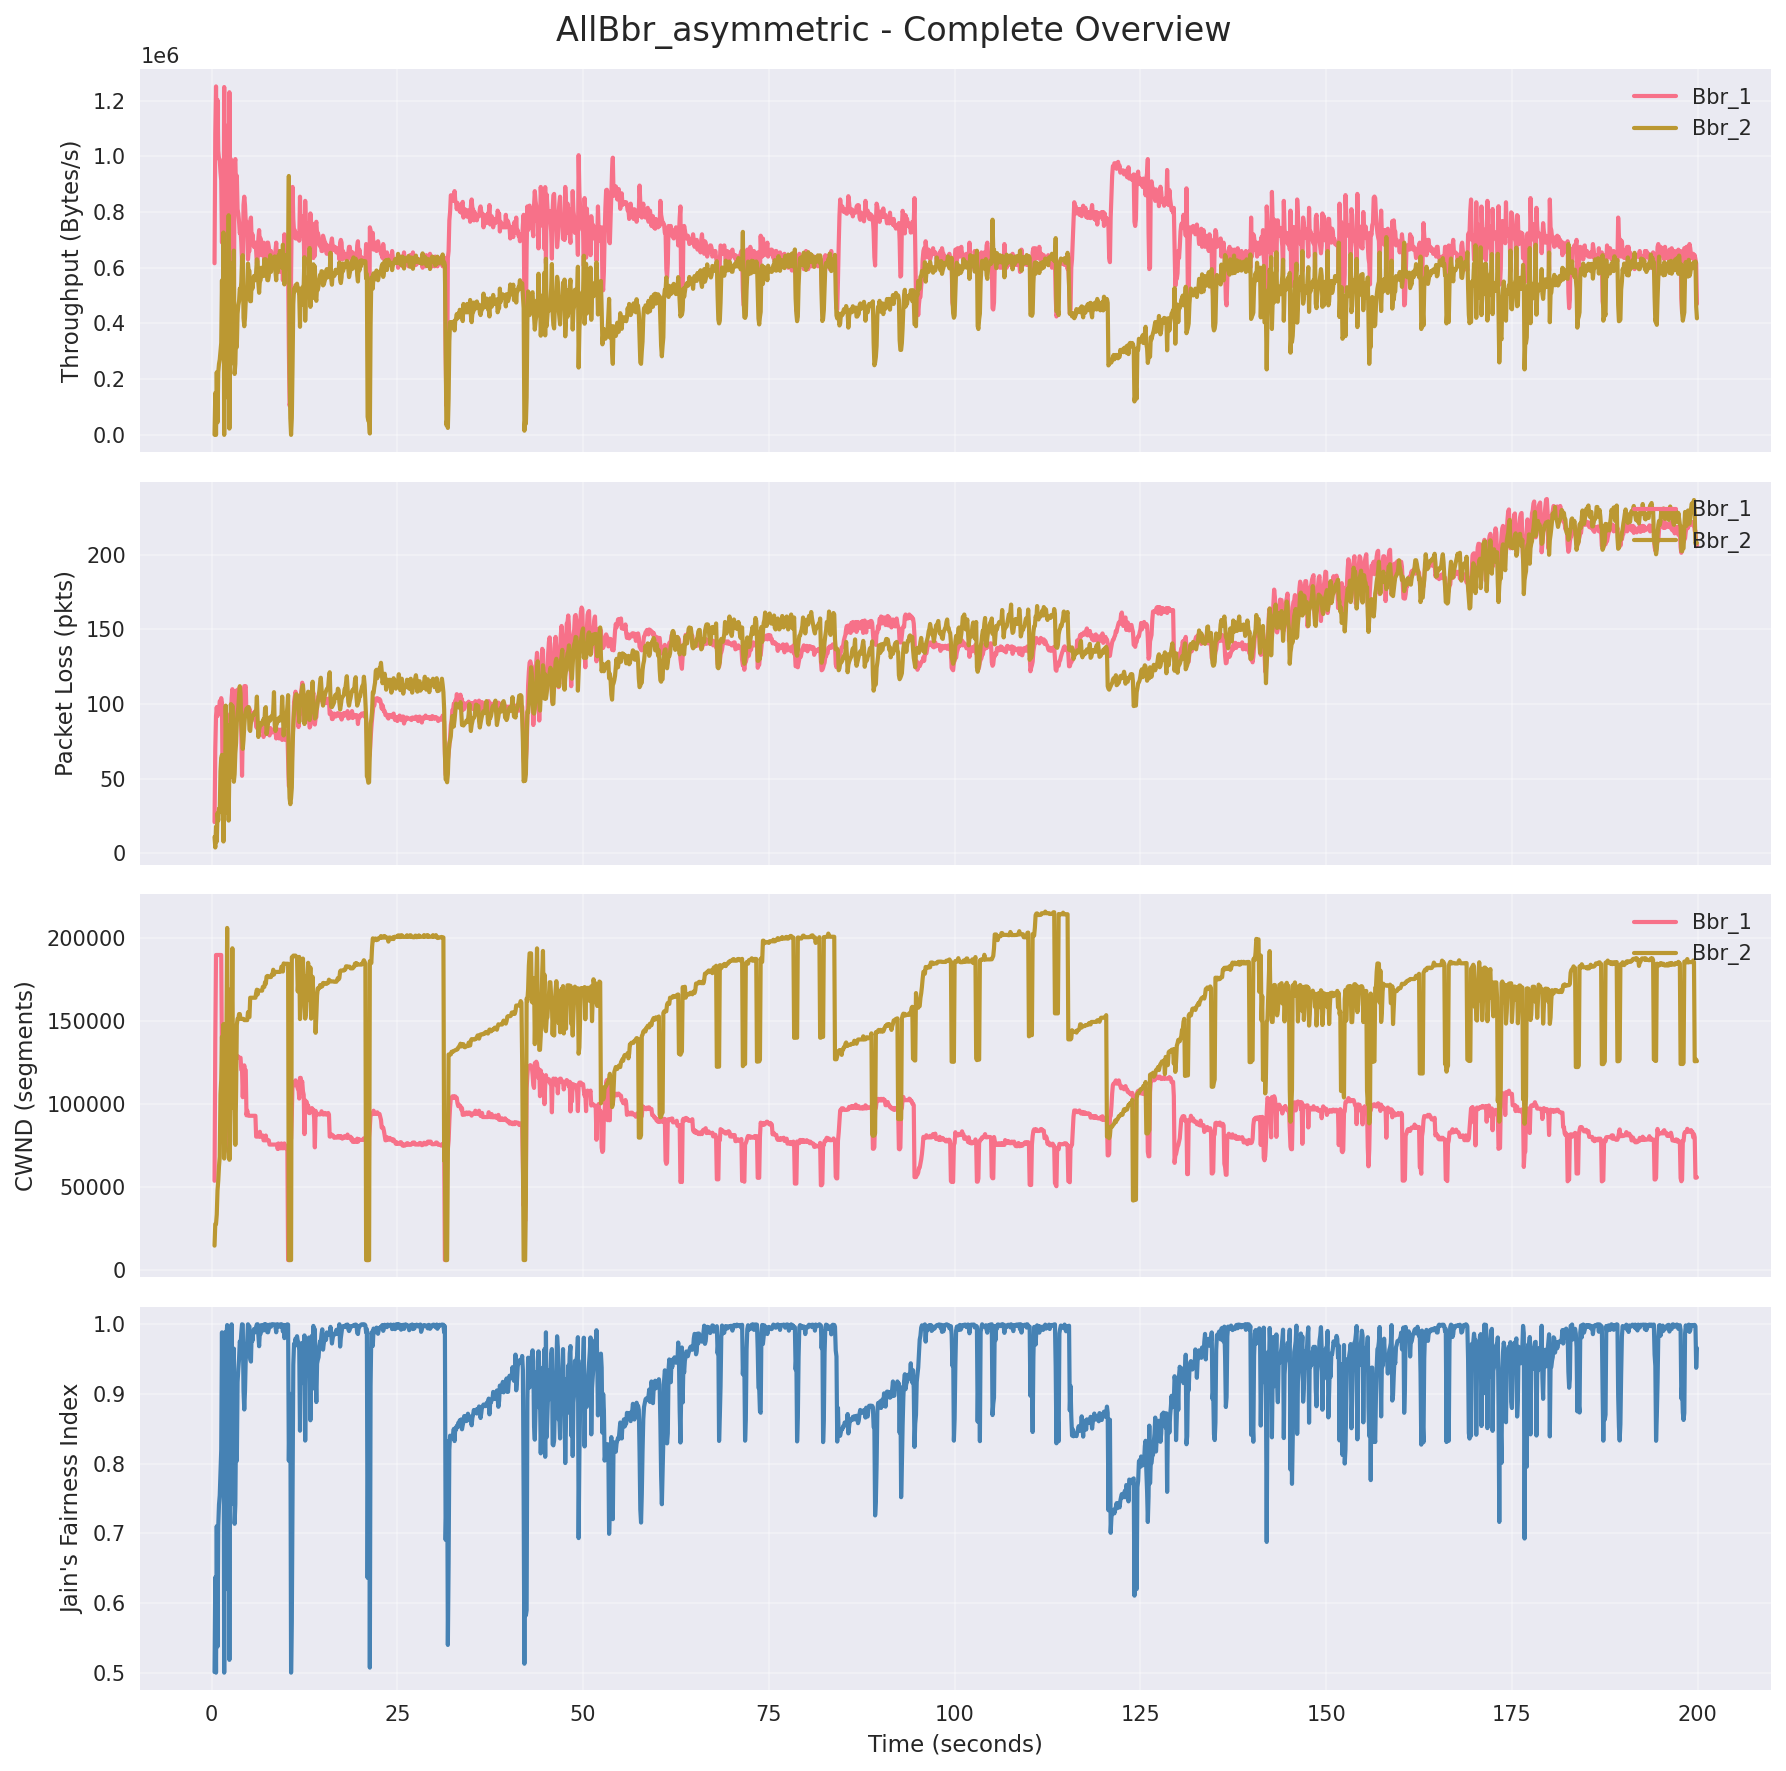 AllBbr_asymmetric - Complete Overview
1e6
1.2
1.0
0.8
0.6
0.4
0.2
0.0
Throughput (Bytes/s)
Bbr_1
Bbr_2
200
150
100
50
0
Packet Loss (pkts)
Bbr_1
Bbr_2
200000
150000
100000
50000
0
CWND (segments)
Bbr_1
Bbr_2
1.0
0.9
0.8
0.7
0.6
0.5
Jain's Fairness Index
0 25 50 75 100 125 150 175 200
Time (seconds)